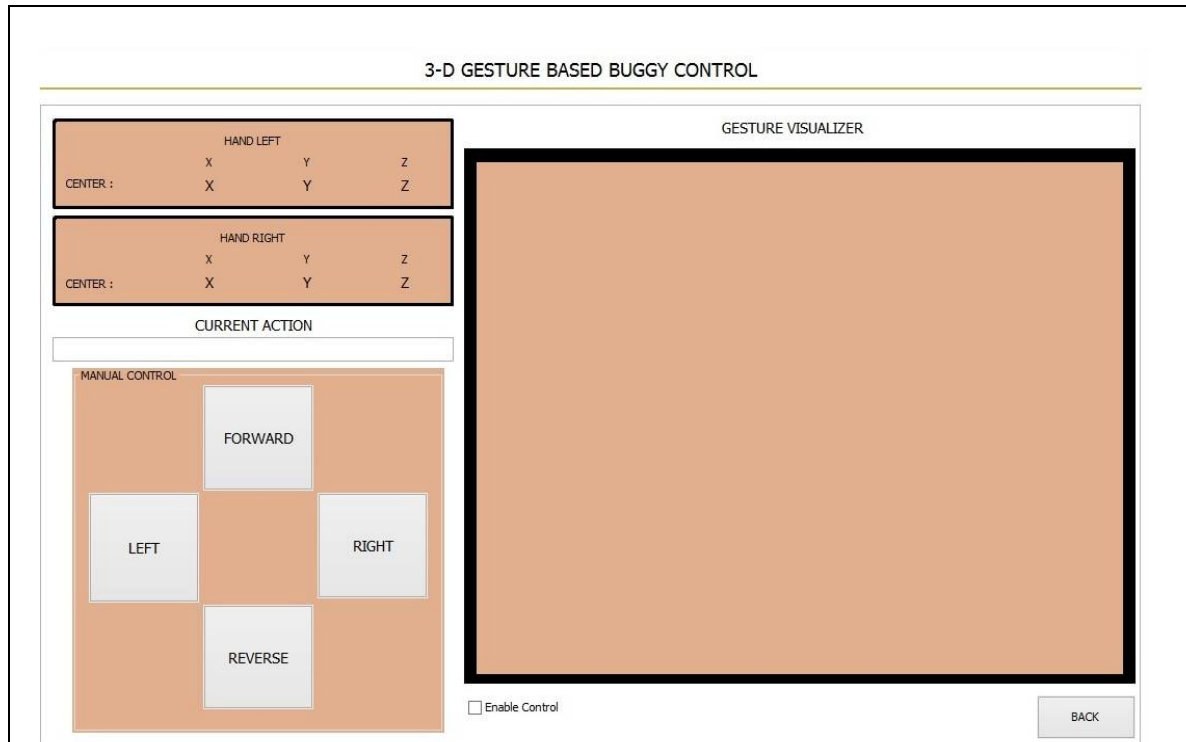 3-D GESTURE BASED BUGGY CONTROL
HAND LEFT
X Y Z
CENTER : X Y Z
HAND RIGHT
X Y Z
CENTER : X Y Z
CURRENT ACTION
MANUAL CONTROL
FORWARD
LEFT RIGHT
REVERSE
GESTURE VISUALIZER
Enable Control
BACK